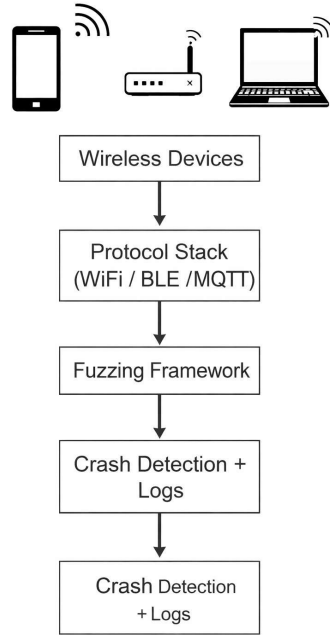 Wireless Devices
Protocol Stack
(WiFi / BLE /MQTT)
Fuzzing Framework
Crash Detection +
Logs
Crash Detection
+ Logs